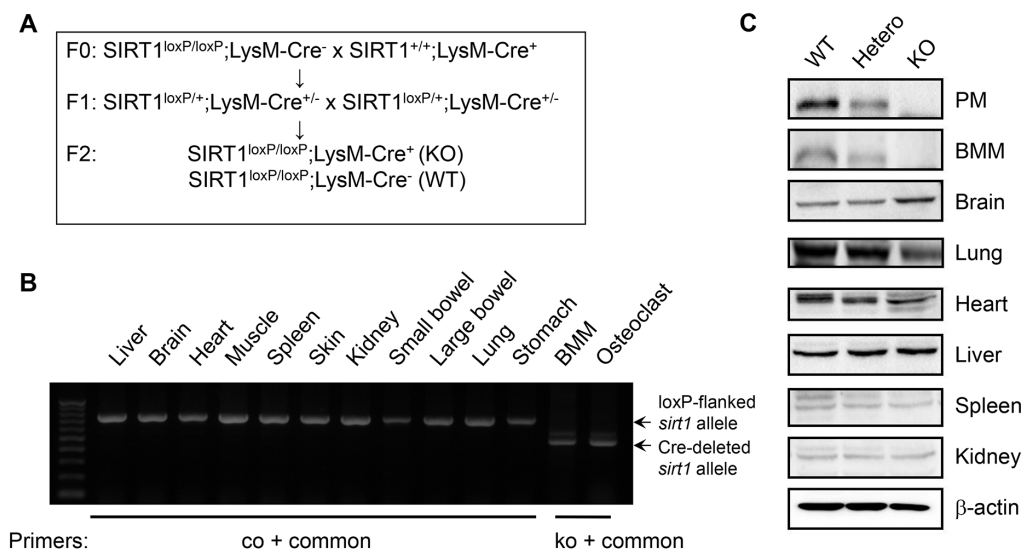 A
F0: SIRT1loxP/loxP;LysM-Cre- x SIRT1+/+;LysM-Cre+
↓
F1: SIRT1loxP/+;LysM-Cre+/- x SIRT1loxP/+;LysM-Cre+/-
↓
F2: SIRT1loxP/loxP;LysM-Cre+ (KO)
SIRT1loxP/loxP;LysM-Cre- (WT)
B
Liver Brain Heart Muscle Spleen Skin Kidney Small bowel Large bowel Lung Stomach BMM Osteoclast
loxP-flanked
sirt1 allele
Cre-deleted
sirt1 allele
Primers: co + common ko + common
C
WT Hetero KO
PM
BMM
Brain
Lung
Heart
Liver
Spleen
Kidney
β-actin